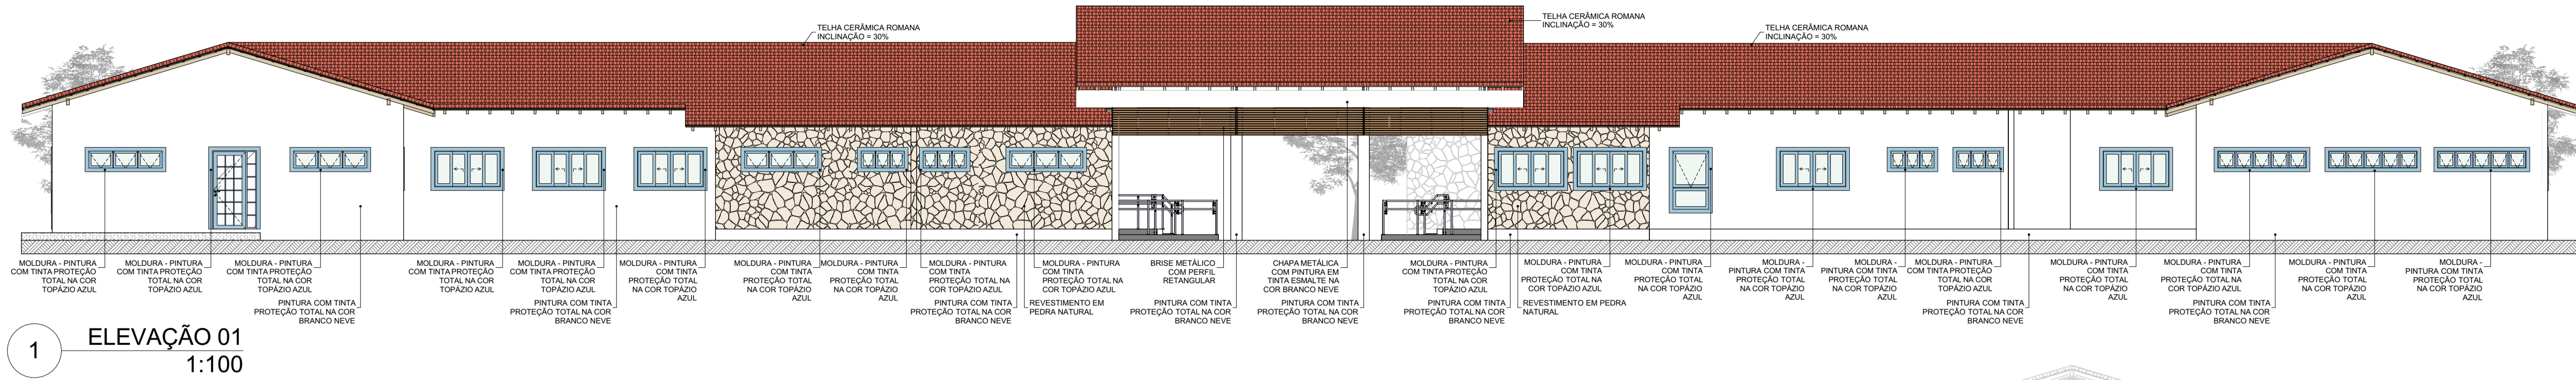 TELHA CERÂMICA ROMANA
INCLINAÇÃO = 30%
TELHA CERÂMICA ROMANA
INCLINAÇÃO = 30%
TELHA CERÂMICA ROMANA
INCLINAÇÃO = 30%
MOLDURA - PINTURA
COM TINTA PROTEÇÃO
TOTAL NA COR
TOPÁZIO AZUL
MOLDURA - PINTURA
COM TINTA PROTEÇÃO
TOTAL NA COR
TOPÁZIO AZUL
MOLDURA - PINTURA
COM TINTA PROTEÇÃO
TOTAL NA COR
TOPÁZIO AZUL
PINTURA COM TINTA
PROTEÇÃO TOTAL NA COR
BRANCO NEVE
MOLDURA - PINTURA
COM TINTA PROTEÇÃO
TOTAL NA COR
TOPÁZIO AZUL
MOLDURA - PINTURA
COM TINTA PROTEÇÃO
TOTAL NA COR
TOPÁZIO AZUL
PINTURA COM TINTA
PROTEÇÃO TOTAL NA COR
BRANCO NEVE
MOLDURA - PINTURA
COM TINTA
PROTEÇÃO TOTAL
NA COR TOPÁZIO
AZUL
MOLDURA - PINTURA
COM TINTA
PROTEÇÃO TOTAL
NA COR TOPÁZIO
AZUL
MOLDURA - PINTURA
COM TINTA
PROTEÇÃO TOTAL
NA COR TOPÁZIO
AZUL
MOLDURA - PINTURA
COM TINTA
PROTEÇÃO TOTAL NA
COR TOPÁZIO AZUL
PINTURA COM TINTA
PROTEÇÃO TOTAL NA COR
BRANCO NEVE
MOLDURA - PINTURA
COM TINTA
PROTEÇÃO TOTAL NA
COR TOPÁZIO AZUL
REVESTIMENTO EM
PEDRA NATURAL
BRISE METÁLICO
COM PERFIL
RETANGULAR
PINTURA COM TINTA
PROTEÇÃO TOTAL NA COR
BRANCO NEVE
CHAPA METÁLICA
COM PINTURA EM
TINTA ESMALTE NA
COR BRANCO NEVE
PINTURA COM TINTA
PROTEÇÃO TOTAL NA COR
BRANCO NEVE
MOLDURA - PINTURA
COM TINTA PROTEÇÃO
TOTAL NA COR
TOPÁZIO AZUL
PINTURA COM TINTA
PROTEÇÃO TOTAL NA COR
BRANCO NEVE
MOLDURA - PINTURA
COM TINTA
PROTEÇÃO TOTAL NA
COR TOPÁZIO AZUL
REVESTIMENTO EM PEDRA
NATURAL
MOLDURA - PINTURA
COM TINTA
PROTEÇÃO TOTAL
NA COR TOPÁZIO
AZUL
MOLDURA -
PINTURA COM TINTA
PROTEÇÃO TOTAL
NA COR TOPÁZIO
AZUL
MOLDURA -
PINTURA COM TINTA
PROTEÇÃO TOTAL
NA COR TOPÁZIO
AZUL
MOLDURA - PINTURA
COM TINTA PROTEÇÃO
TOTAL NA COR
TOPÁZIO AZUL
PINTURA COM TINTA
PROTEÇÃO TOTAL NA COR
BRANCO NEVE
MOLDURA - PINTURA
COM TINTA
PROTEÇÃO TOTAL
NA COR TOPÁZIO
AZUL
MOLDURA - PINTURA
COM TINTA
PROTEÇÃO TOTAL NA
COR TOPÁZIO AZUL
PINTURA COM TINTA
PROTEÇÃO TOTAL NA COR
BRANCO NEVE
MOLDURA - PINTURA
COM TINTA
PROTEÇÃO TOTAL
NA COR TOPÁZIO
AZUL
MOLDURA -
PINTURA COM TINTA
PROTEÇÃO TOTAL
NA COR TOPÁZIO
AZUL
1
ELEVAÇÃO 01
1:100